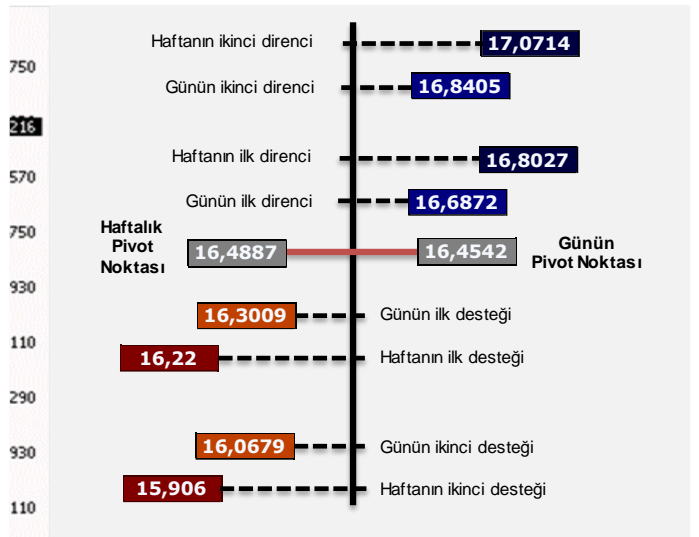 Haftanın ikinci direnci 17,0714
750
Günün ikinci direnci 16,8405
216
Haftanın ilk direnci 16,8027
570
Günün ilk direnci 16,6872
750
Haftalık
Pivot
Noktası
16,4887
16,4542
Günün
Pivot Noktası
930
16,3009 Günün ilk desteği
110
16,22 Haftanın ilk desteği
290
16,0679 Günün ikinci desteği
930
15,906 Haftanın ikinci desteği
110